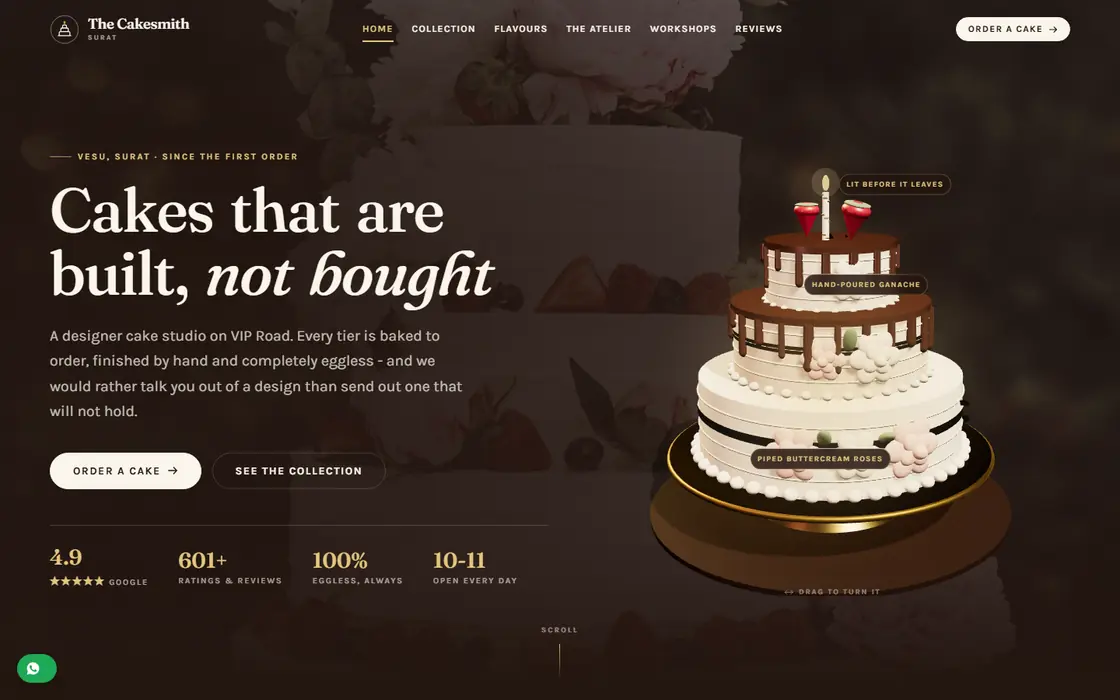 The Cakesmith
SURAT
HOME
COLLECTION
FLAVOURS
THE ATELIER
WORKSHOPS
REVIEWS
ORDER A CAKE →
VESU, SURAT · SINCE THE FIRST ORDER
Cakes that are
built, not bought
A designer cake studio on VIP Road. Every tier is baked to
order, finished by hand and completely eggless - and we
would rather talk you out of a design than send out one that
will not hold.
ORDER A CAKE →
SEE THE COLLECTION
4.9
★★★★★ GOOGLE
601+
RATINGS & REVIEWS
100%
EGGLESS, ALWAYS
10-11
OPEN EVERY DAY
LIT BEFORE IT LEAVES
HAND-POURED GANACHE
PIPED BUTTERCREAM ROSES
↔ DRAG TO TURN IT
SCROLL